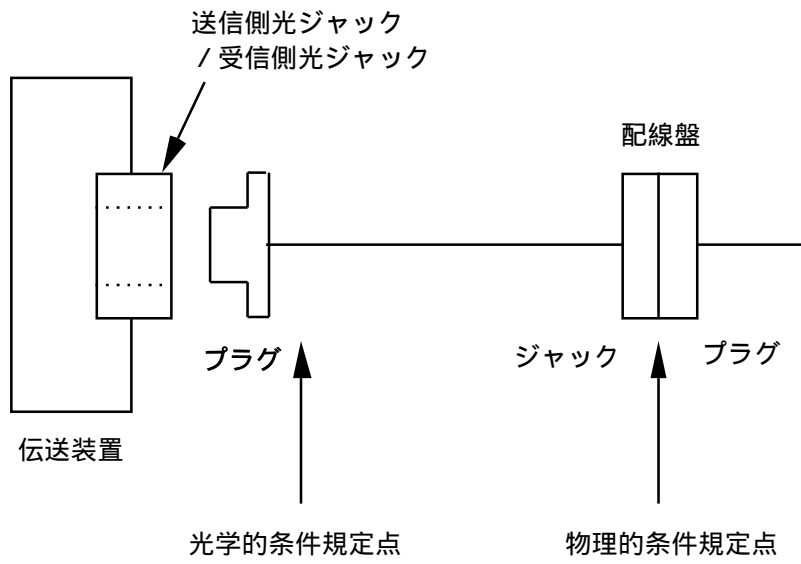 送信側光ジャック
/ 受信側光ジャック
配線盤
プラグ
ジャック
プラグ
伝送装置
光学的条件規定点
物理的条件規定点